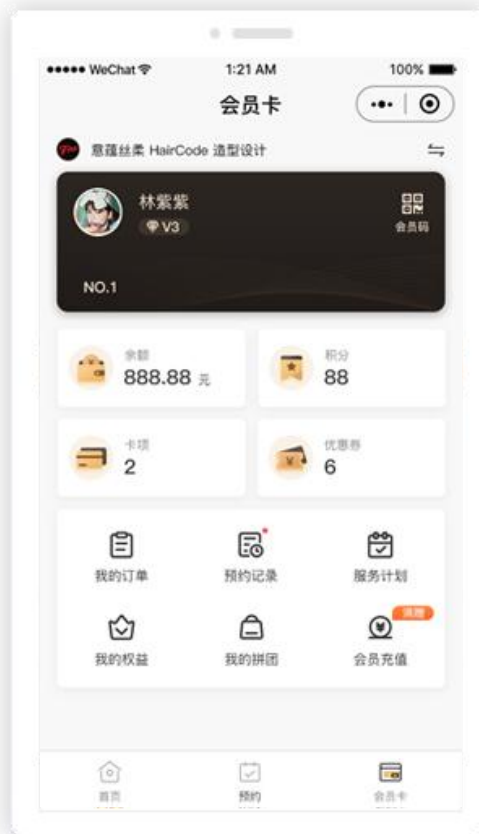 WeChat 1:21 AM 100%
会员卡
意蕴丝柔 HairCode 造型设计
林紫紫
V3
会员码
NO.1
余额
888.88 元
积分
88
卡项
2
优惠券
6
我的订单 预约记录 服务计划
我的权益 我的拼团 会员充值
首页 预约 会员卡